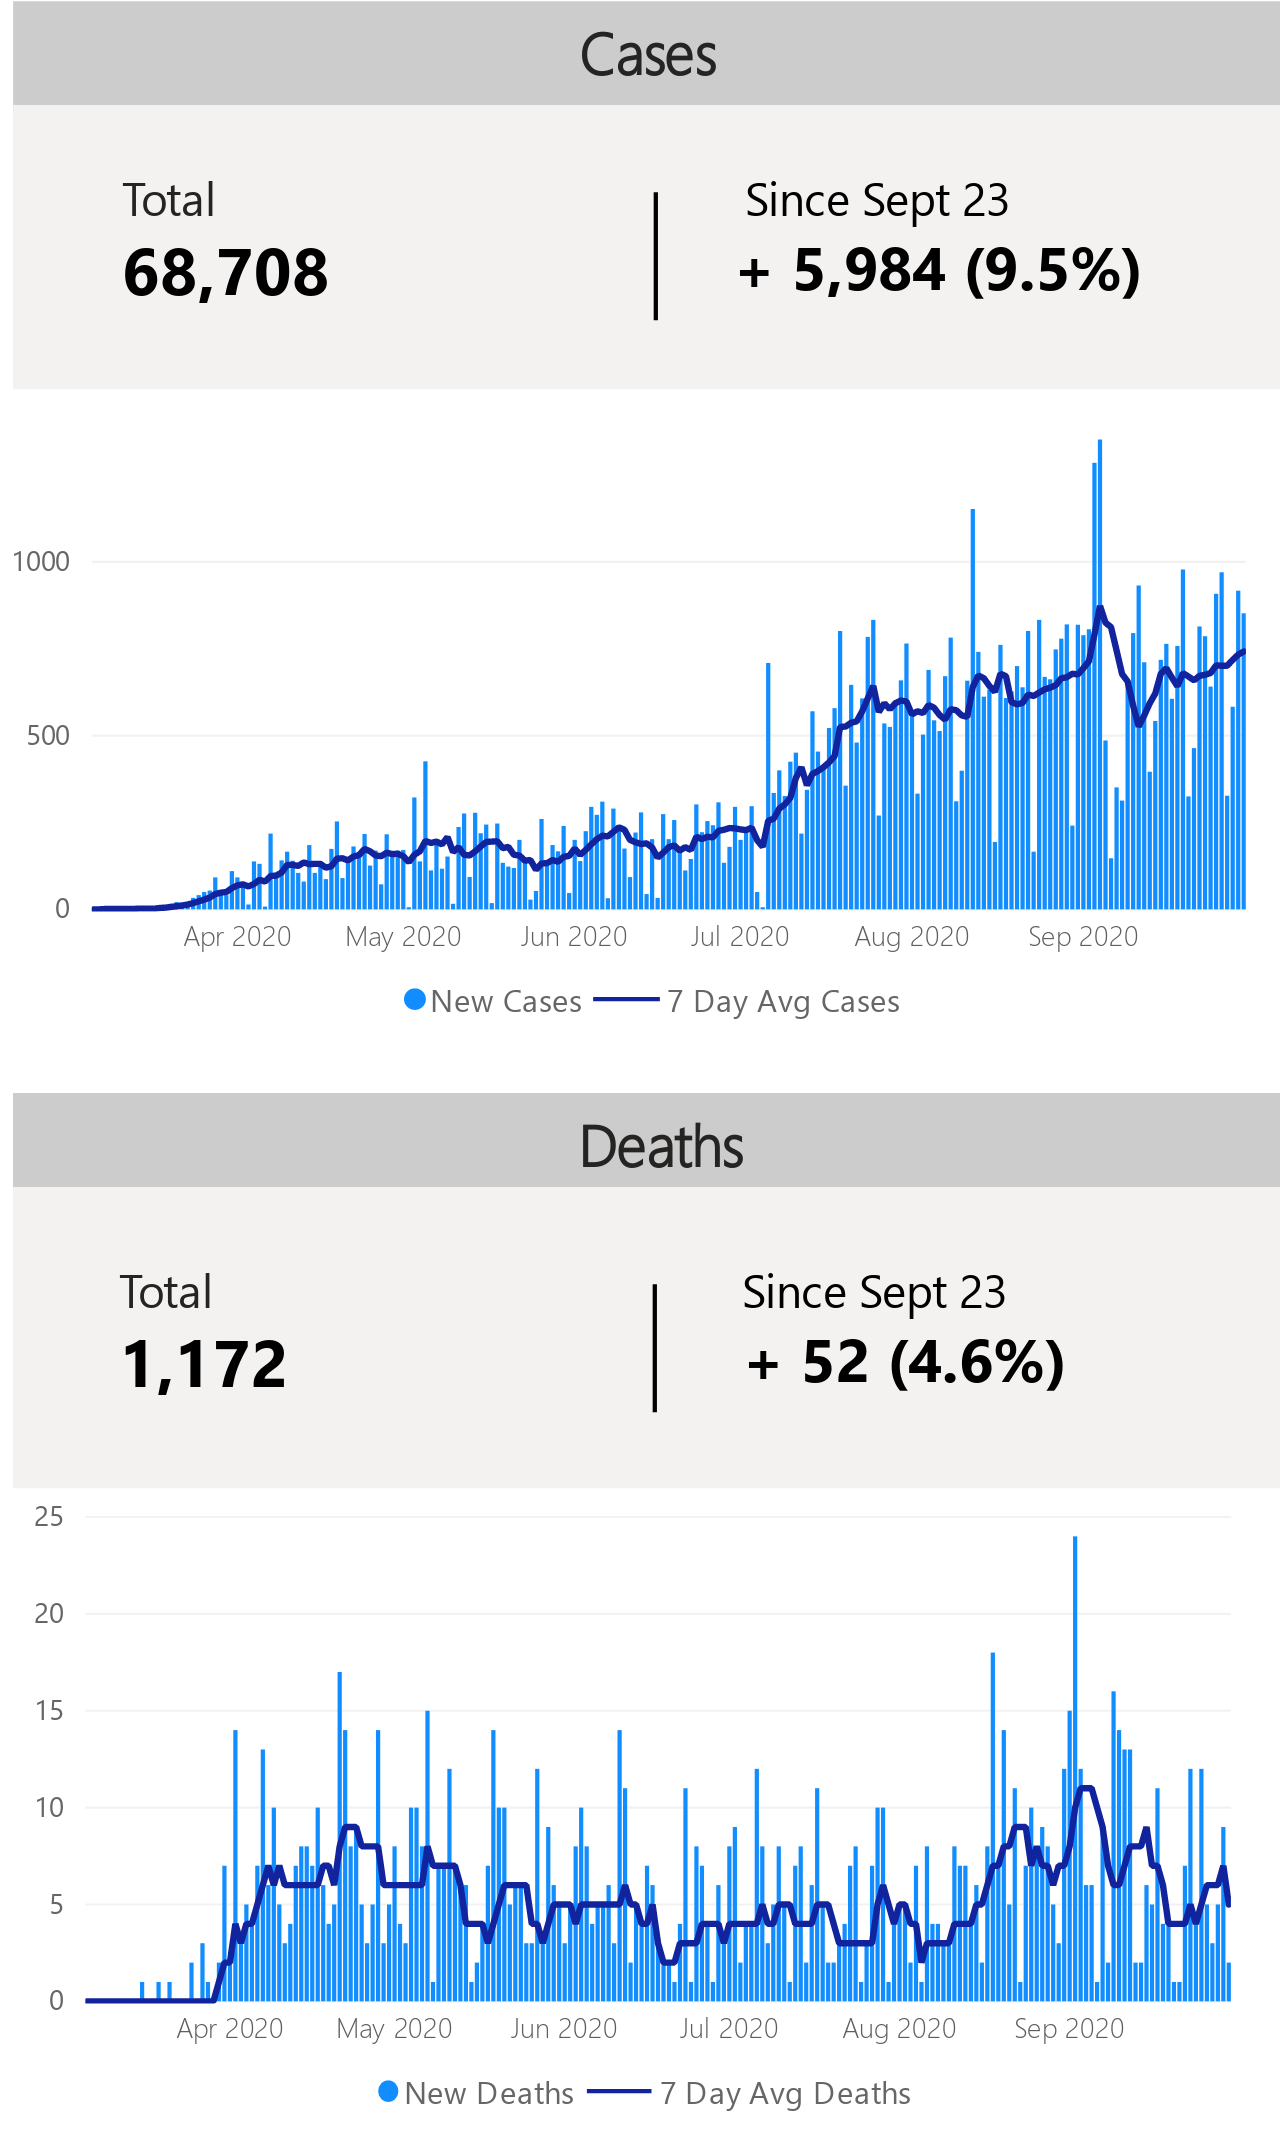 Cases
Total
68,708
Since Sept 23
+ 5,984 (9.5%)
1000
500
0
Apr 2020 May 2020 Jun 2020 Jul 2020 Aug 2020 Sep 2020
New Cases 7 Day Avg Cases
Deaths
Total
1,172
Since Sept 23
+ 52 (4.6%)
25
20
15
10
5
0
Apr 2020 May 2020 Jun 2020 Jul 2020 Aug 2020 Sep 2020
New Deaths 7 Day Avg Deaths